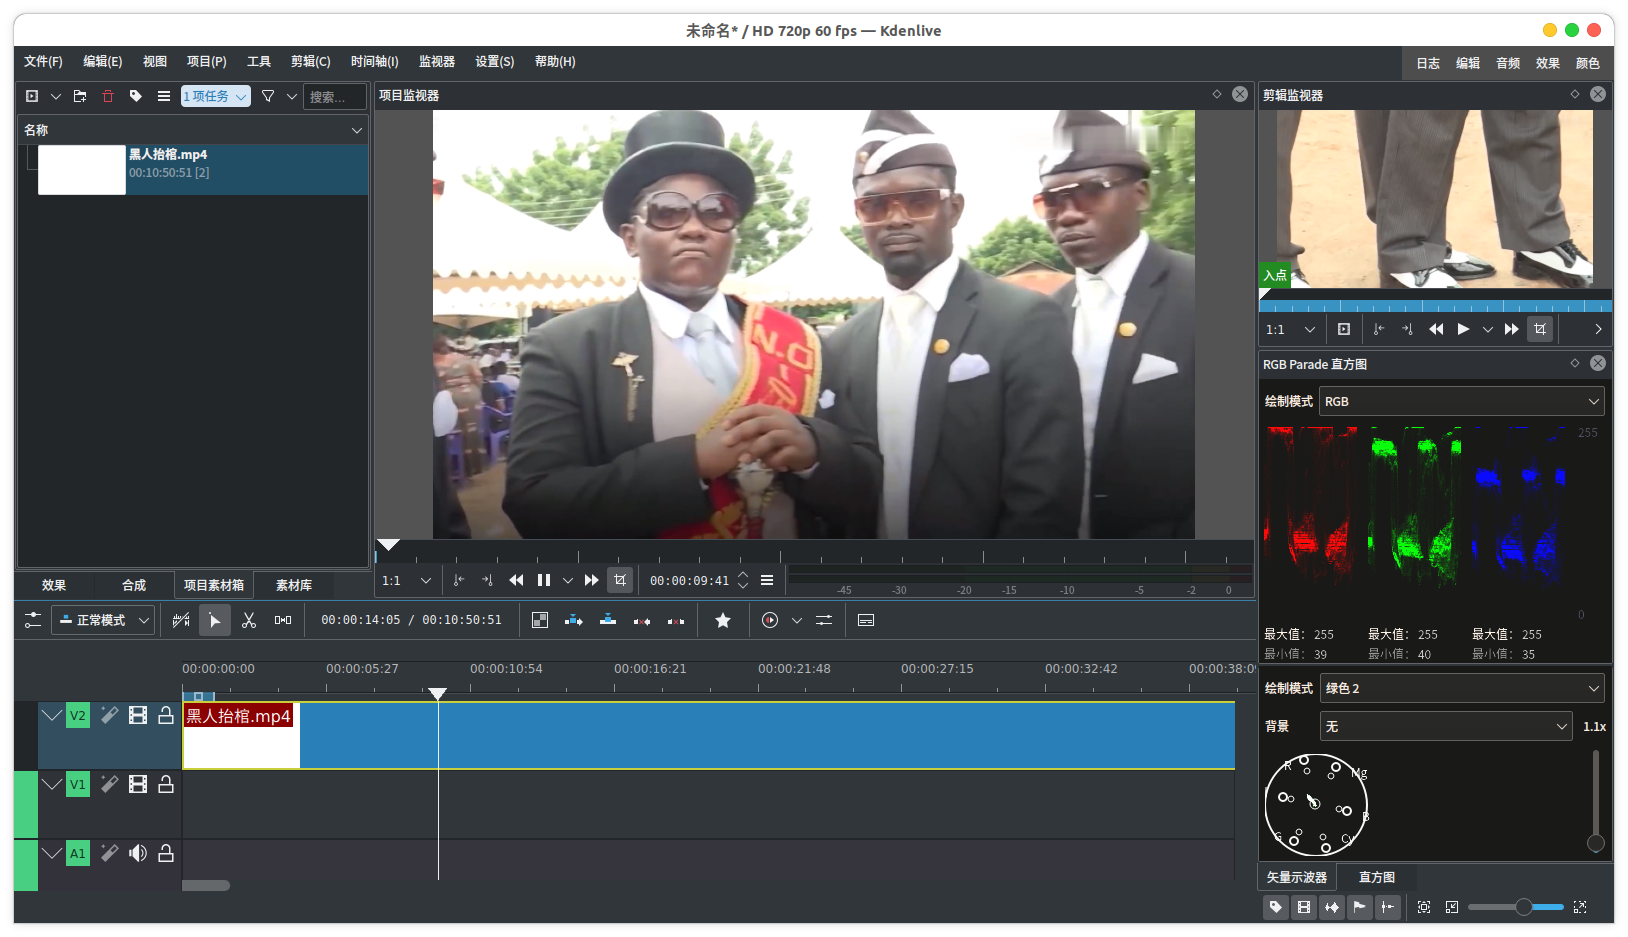 未命名* / HD 720p 60 fps — Kdenlive
文件(F) 编辑(E) 视图 项目(P) 工具 剪辑(C) 时间轴(I) 监视器 设置(S) 帮助(H)
日志 编辑 音频 效果 颜色
1 项任务 搜索...
名称
黑人抬棺.mp4
00:10:50:51 [2]
效果 合成 项目素材箱 素材库
项目监视器
N.O
1:1 00:00:09:41
-45 -30 -20 -15 -10 -5 -2 0
剪辑监视器
入点
1:1
RGB Parade 直方图
绘制模式 RGB
255
0
最大值： 255 最大值： 255 最大值： 255
最小值： 39 最小值： 40 最小值： 35
绘制模式 绿色 2
背景 无 1.1x
R Mg
B
G Cy
矢量示波器 直方图
正常模式 00:00:14:05 / 00:10:50:51
00:00:00:00 00:00:05:27 00:00:10:54 00:00:16:21 00:00:21:48 00:00:27:15 00:00:32:42 00:00:38:09
V2 黑人抬棺.mp4
V1
A1